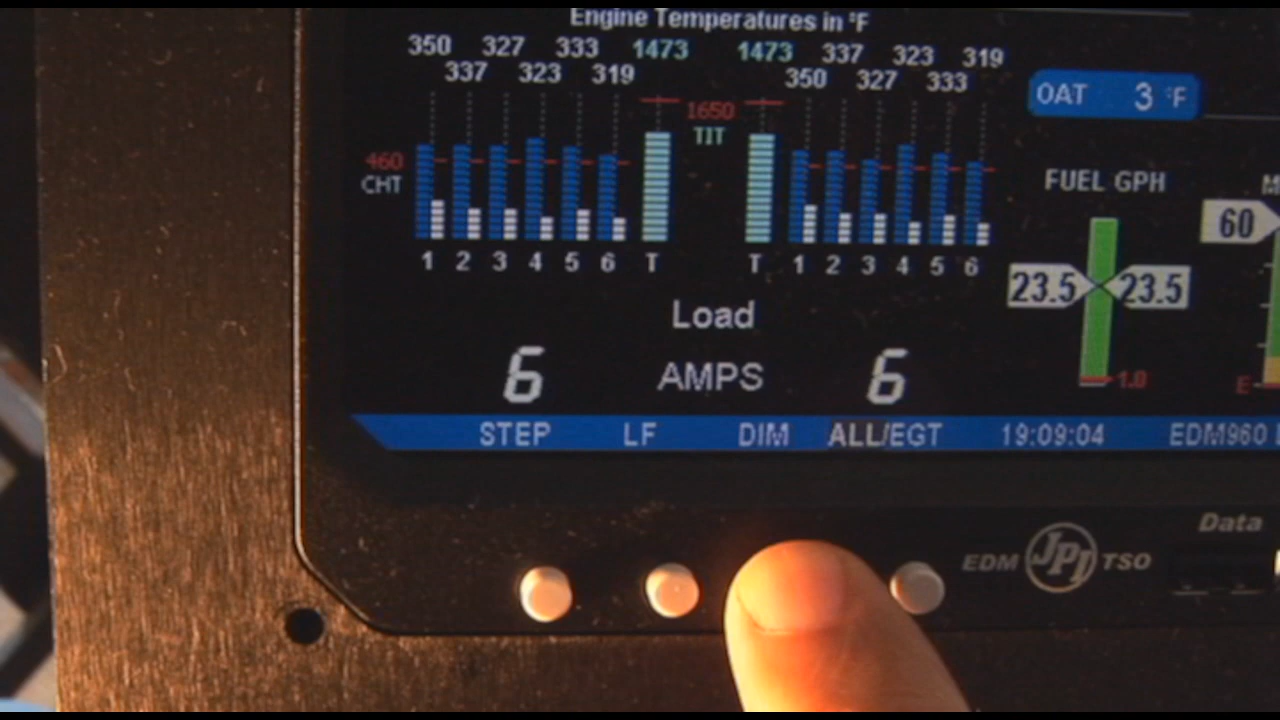 Engine Temperatures in °F
350 327 333 1473 1473 337 323 319
337 323 319 350 327 333
OAT 3 °F
1650
TIT
460
CHT
FUEL GPH
60
1 2 3 4 5 6 T T 1 2 3 4 5 6
23.5 23.5
Load
6 AMPS 6
1.0
E
STEP LF DIM ALL/EGT 19:09:04 EDM960
Data
EDM JPI TSO